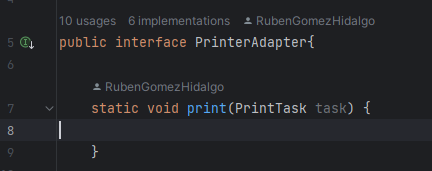 10 usages 6 implementations RubenGomezHidalgo
5 public interface PrinterAdapter{
6
RubenGomezHidalgo
7 static void print(PrintTask task) {
8
9 }